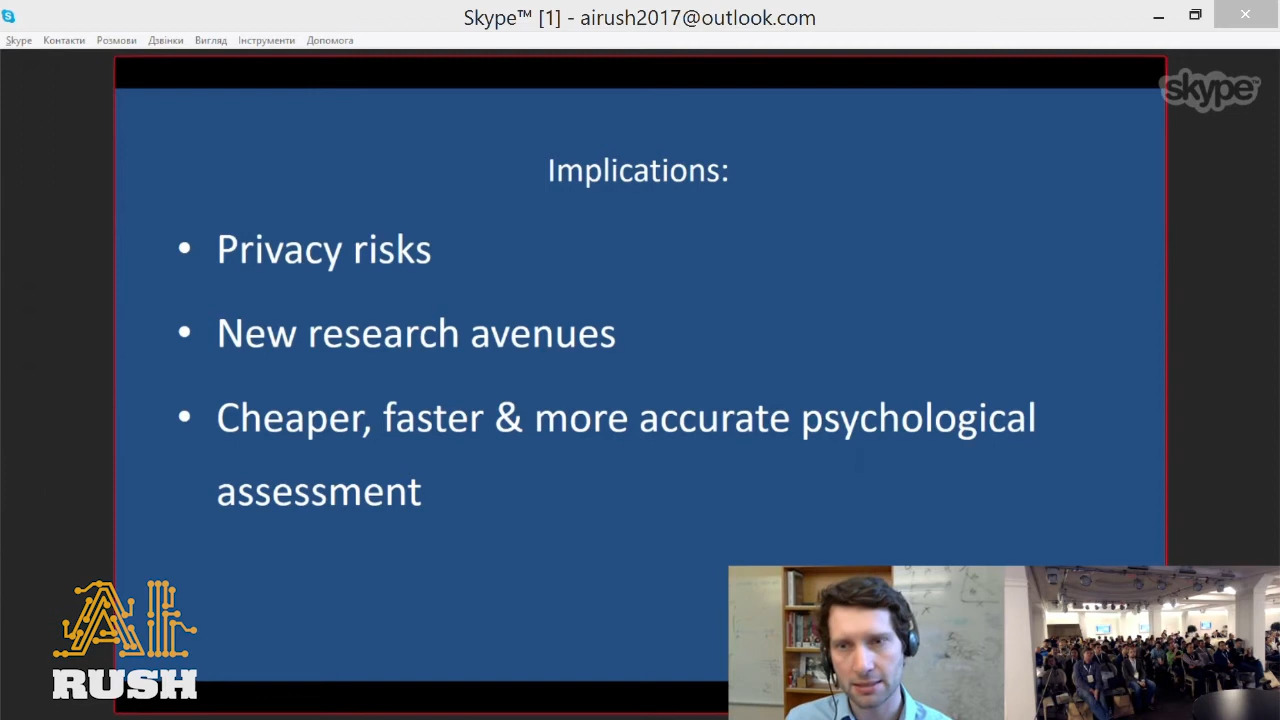 Skype™ [1] - airush2017@outlook.com
Skype Контакти Розмови Дзвінки Вигляд Інструменти Допомога
skype™
Implications:
• Privacy risks
• New research avenues
• Cheaper, faster & more accurate psychological
assessment
AI
RUSH